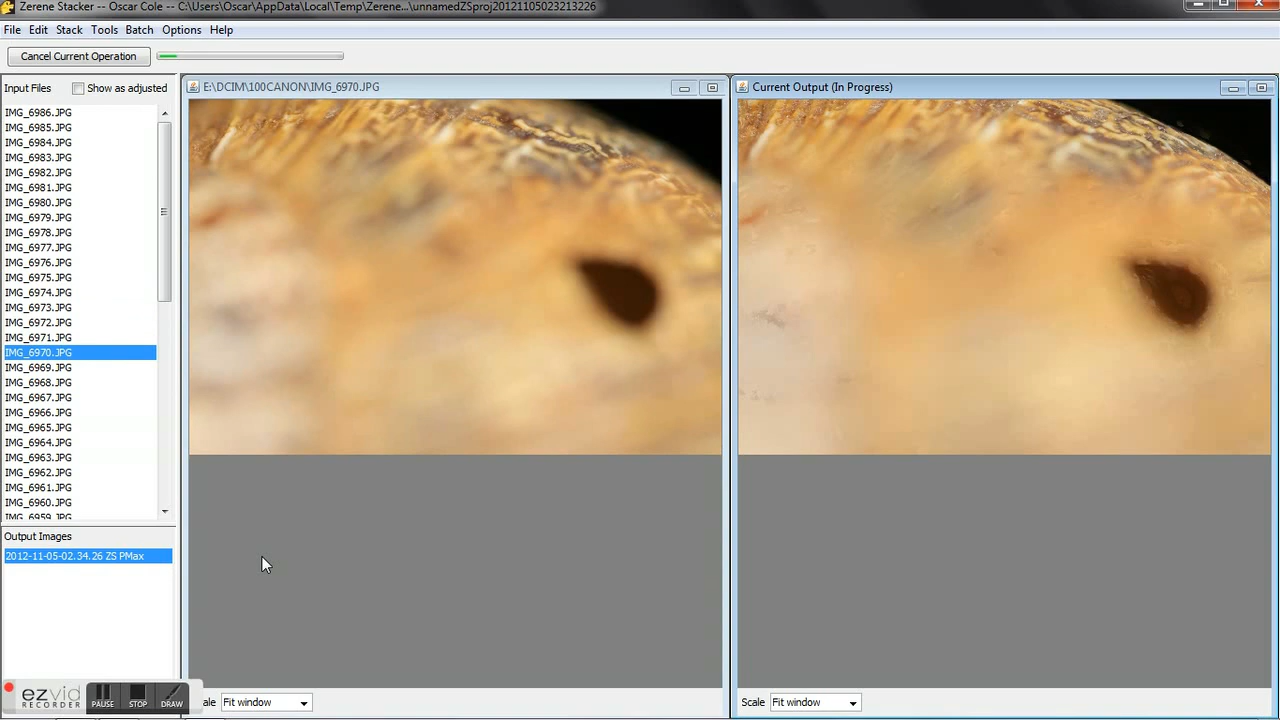 Zerene Stacker -- Oscar Cole -- C:\Users\Oscar\AppData\Local\Temp\Zerene...\unnamedZSproj20121105023213226
File Edit Stack Tools Batch Options Help
Cancel Current Operation
Input Files Show as adjusted
IMG_6986.JPG
IMG_6985.JPG
IMG_6984.JPG
IMG_6983.JPG
IMG_6982.JPG
IMG_6981.JPG
IMG_6980.JPG
IMG_6979.JPG
IMG_6978.JPG
IMG_6977.JPG
IMG_6976.JPG
IMG_6975.JPG
IMG_6974.JPG
IMG_6973.JPG
IMG_6972.JPG
IMG_6971.JPG
IMG_6970.JPG
IMG_6969.JPG
IMG_6968.JPG
IMG_6967.JPG
IMG_6966.JPG
IMG_6965.JPG
IMG_6964.JPG
IMG_6963.JPG
IMG_6962.JPG
IMG_6961.JPG
IMG_6960.JPG
IMG_6959.JPG
Output Images
2012-11-05-02.34.26 ZS PMax
E:\DCIM\100CANON\IMG_6970.JPG
Current Output (In Progress)
ezvid
RECORDER
PAUSE STOP DRAW
ale Fit window
Scale Fit window